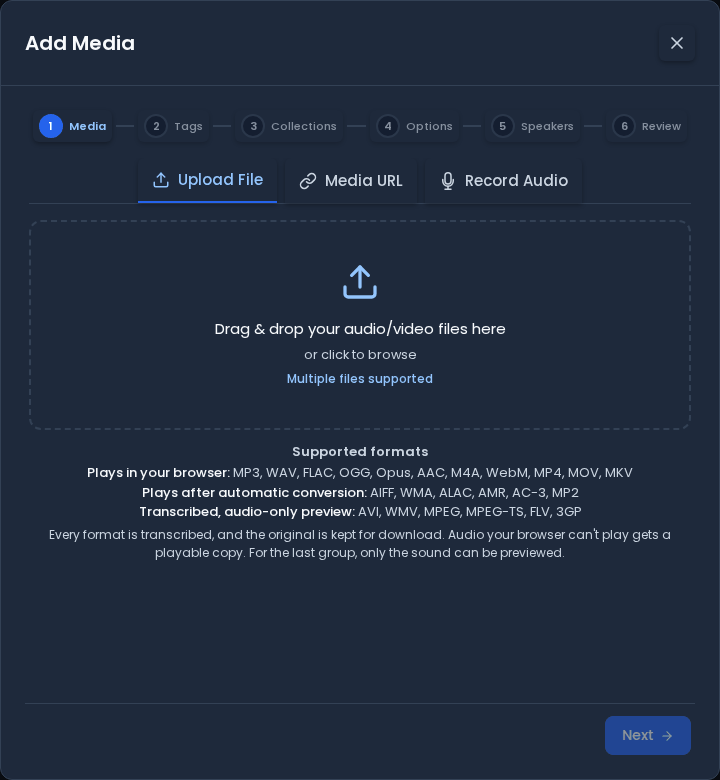 Add Media
1 Media 2 Tags 3 Collections 4 Options 5 Speakers 6 Review
Upload File Media URL Record Audio
Drag & drop your audio/video files here
or click to browse
Multiple files supported
Supported formats
Plays in your browser: MP3, WAV, FLAC, OGG, Opus, AAC, M4A, WebM, MP4, MOV, MKV
Plays after automatic conversion: AIFF, WMA, ALAC, AMR, AC-3, MP2
Transcribed, audio-only preview: AVI, WMV, MPEG, MPEG-TS, FLV, 3GP
Every format is transcribed, and the original is kept for download. Audio your browser can't play gets a
playable copy. For the last group, only the sound can be previewed.
Next